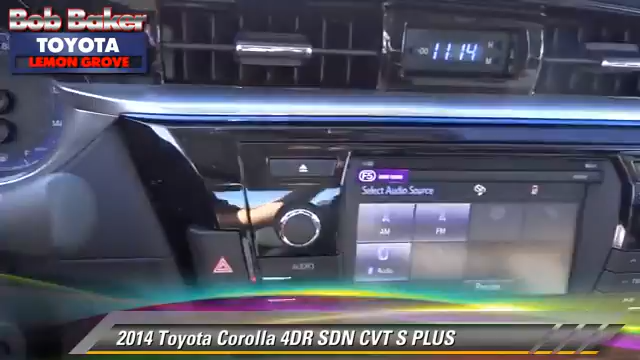 Bob Baker
TOYOTA
LEMON GROVE
11:14
H
M
Select Audio Source
AM
FM
Audio
AUDIO
2014 Toyota Corolla 4DR SDN CVT S PLUS